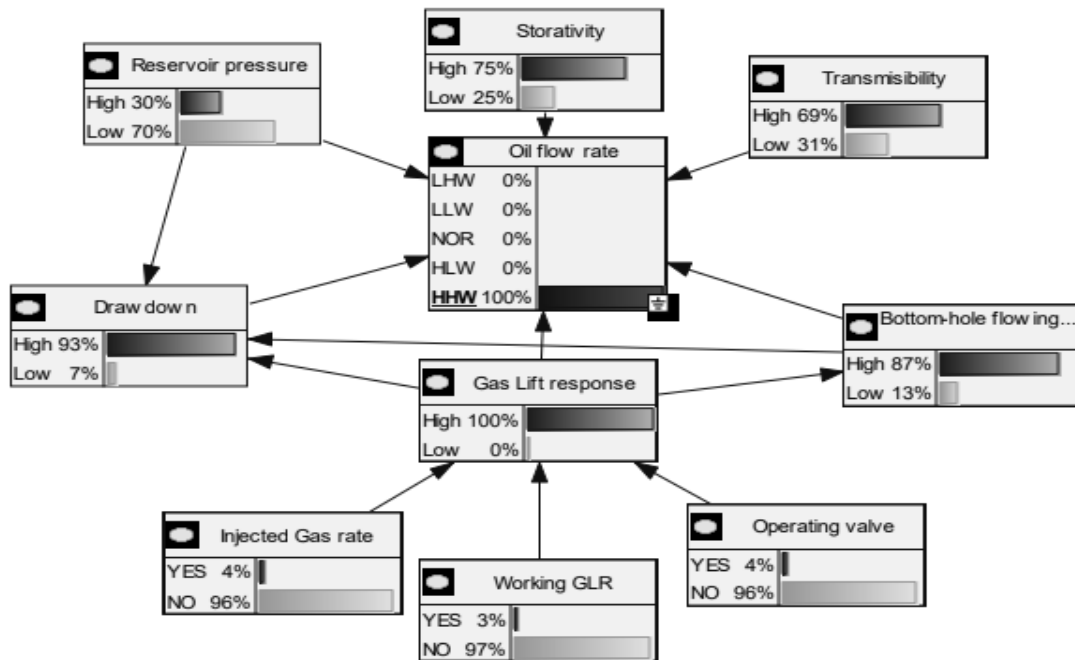 Storativity
High 75%
Low 25%
Reservoir pressure
High 30%
Low 70%
Transmisibility
High 69%
Low 31%
Oil flow rate
LHW 0%
LLW 0%
NOR 0%
HLW 0%
HHW 100%
Draw dow n
High 93%
Low 7%
Bottom-hole flow ing...
High 87%
Low 13%
Gas Lift response
High 100%
Low 0%
Injected Gas rate
YES 4%
NO 96%
Working GLR
YES 3%
NO 97%
Operating valve
YES 4%
NO 96%